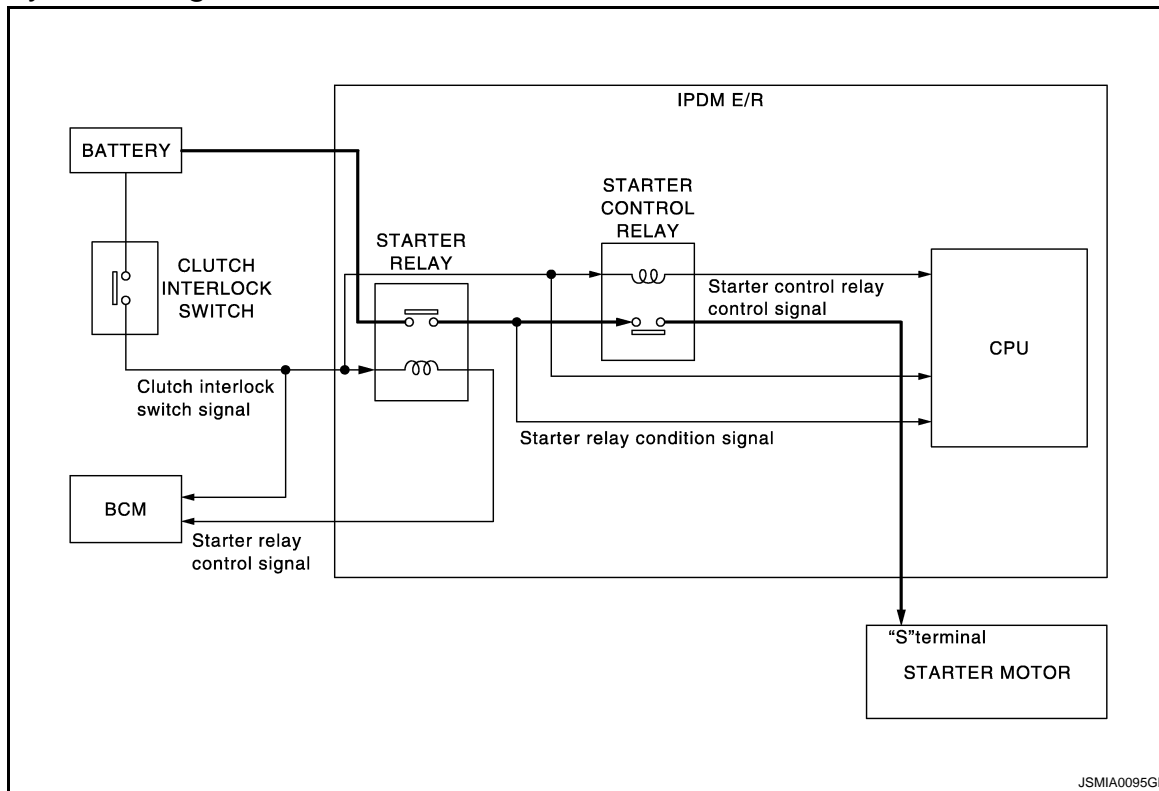 IPDM E/R
BATTERY
STARTER
CONTROL
RELAY
STARTER
RELAY
CLUTCH
INTERLOCK
SWITCH
Starter control relay
control signal
CPU
Clutch interlock
switch signal
Starter relay condition signal
BCM
Starter relay
control signal
“S”terminal
STARTER MOTOR